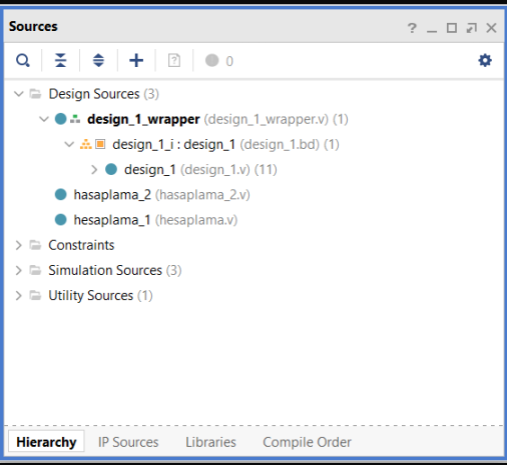 Sources
? _
0
Design Sources (3)
design_1_wrapper (design_1_wrapper.v) (1)
design_1_i : design_1 (design_1.bd) (1)
design_1 (design_1.v) (11)
hasaplama_2 (hasaplama_2.v)
hesaplama_1 (hesaplama.v)
Constraints
Simulation Sources (3)
Utility Sources (1)
Hierarchy IP Sources Libraries Compile Order